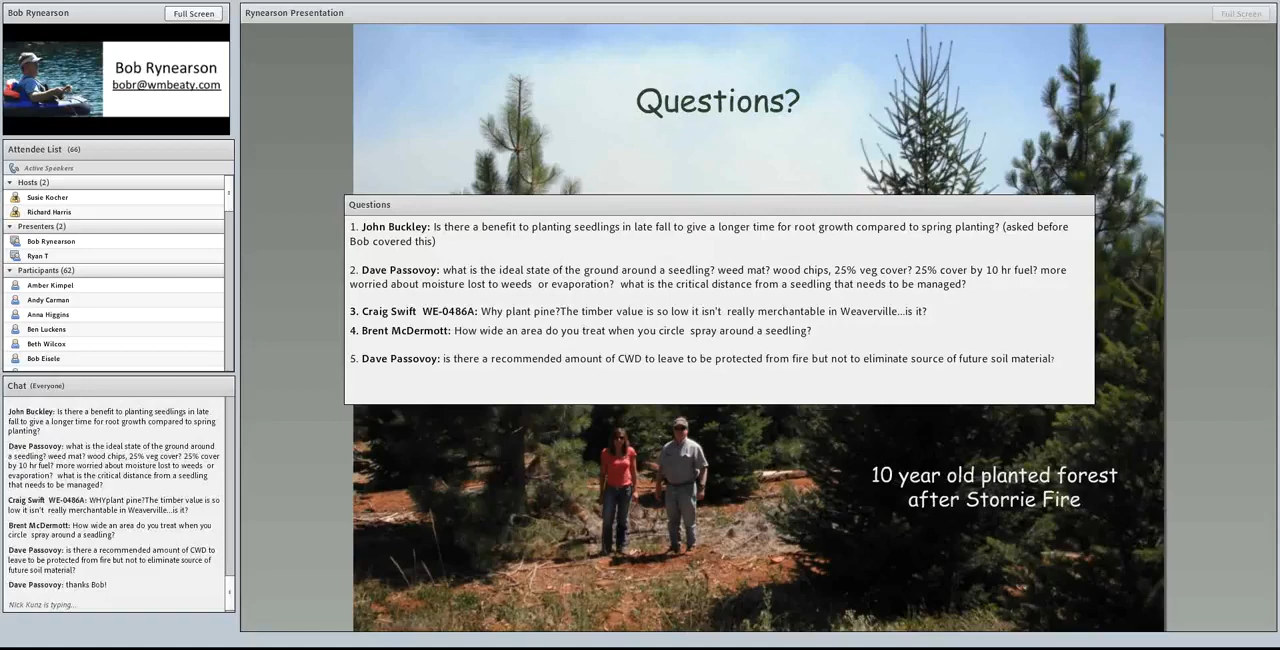 Bob Rynearson
Full Screen
Bob Rynearson
bobr@wmbeaty.com
Attendee List (66)
Active Speakers
Hosts (2)
Susie Kocher
Richard Harris
Presenters (2)
Bob Rynearson
Ryan T
Participants (62)
Amber Kimpel
Andy Carman
Anna Higgins
Ben Luckens
Beth Wilcox
Bob Eisele
Chat (Everyone)
John Buckley: Is there a benefit to planting seedlings in late
fall to give a longer time for root growth compared to spring
planting?
Dave Passovoy: what is the ideal state of the ground around
a seedling? weed mat? wood chips, 25% veg cover? 25% cover
by 10 hr fuel? more worried about moisture lost to weeds or
evaporation? what is the critical distance from a seedling
that needs to be managed?
Craig Swift WE-0486A: WHYplant pine?The timber value is so
low it isn't really merchantable in Weaverville...is it?
Brent McDermott: How wide an area do you treat when you
circle spray around a seedling?
Dave Passovoy: is there a recommended amount of CWD to
leave to be protected from fire but not to eliminate source of
future soil material?
Dave Passovoy: thanks Bob!
Nick Kunz is typing...
Rynearson Presentation
Full Screen
Questions?
Questions
1. John Buckley: Is there a benefit to planting seedlings in late fall to give a longer time for root growth compared to spring planting? (asked before
Bob covered this)
2. Dave Passovoy: what is the ideal state of the ground around a seedling? weed mat? wood chips, 25% veg cover? 25% cover by 10 hr fuel? more
worried about moisture lost to weeds or evaporation? what is the critical distance from a seedling that needs to be managed?
3. Craig Swift WE-0486A: Why plant pine?The timber value is so low it isn't really merchantable in Weaverville...is it?
4. Brent McDermott: How wide an area do you treat when you circle spray around a seedling?
5. Dave Passovoy: is there a recommended amount of CWD to leave to be protected from fire but not to eliminate source of future soil material?
10 year old planted forest
after Storrie Fire